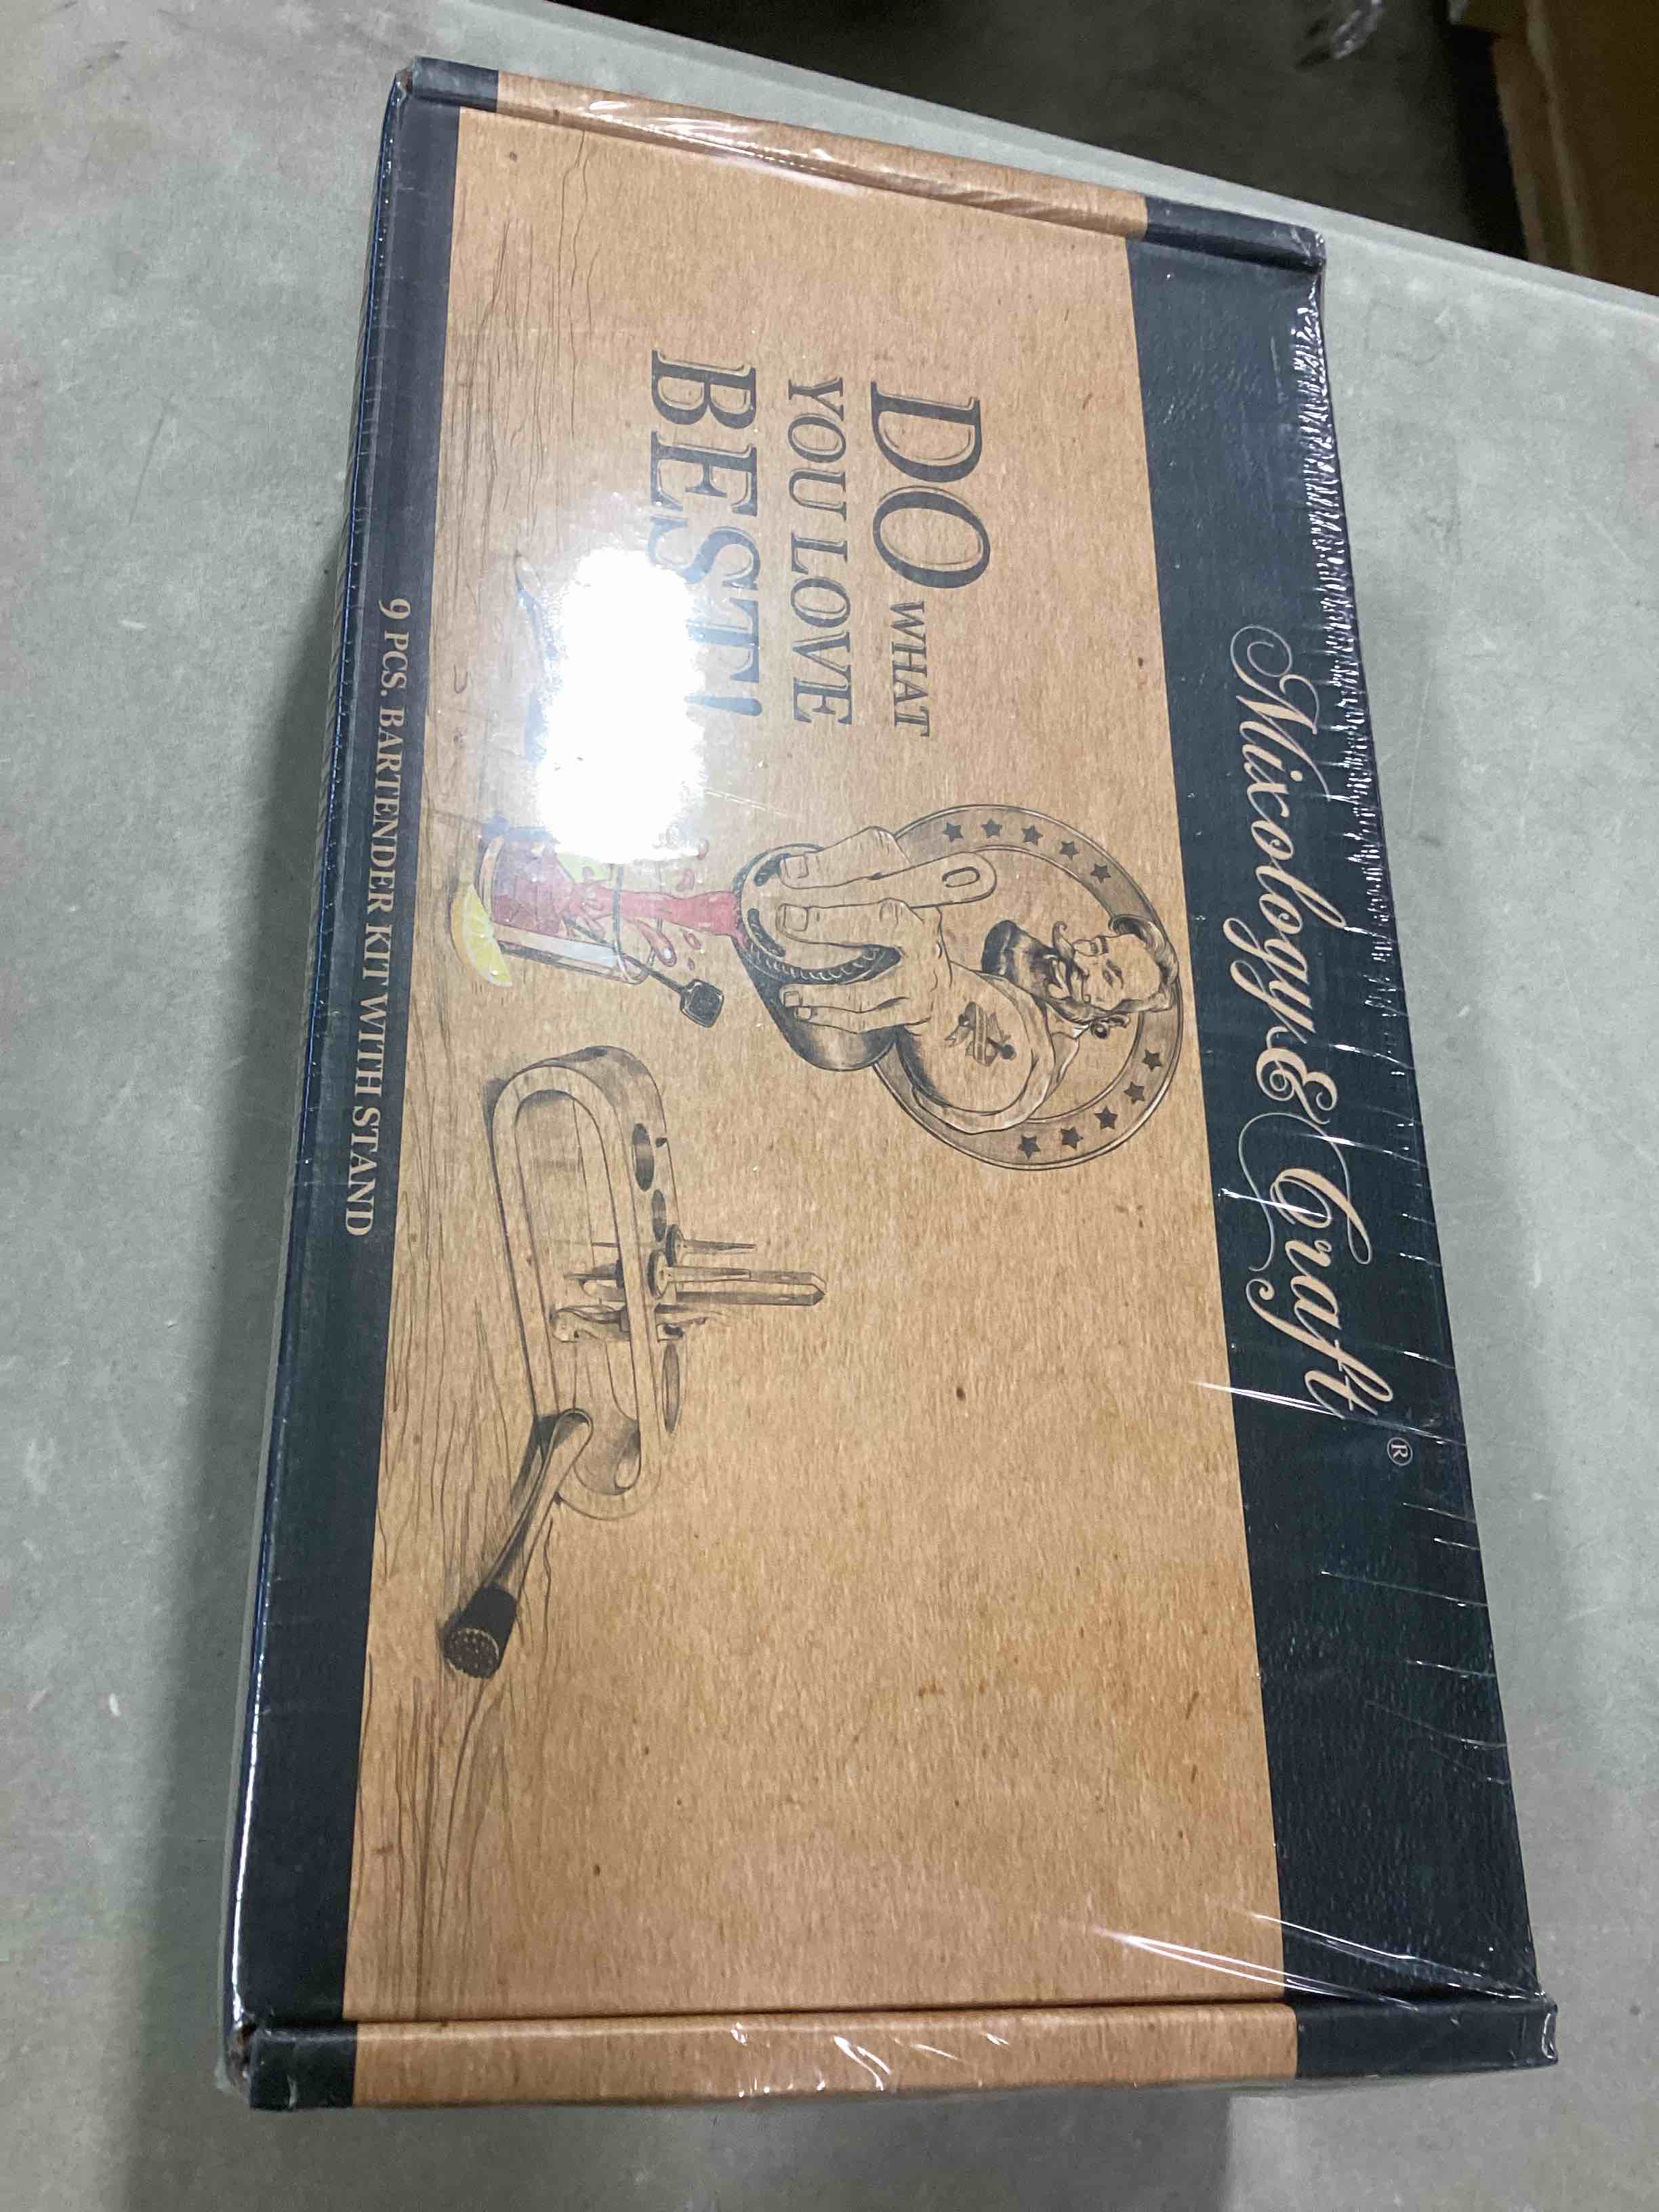 Mixology & Craft®
DO WHAT
YOU LOVE
BEST!
9 PCS. BARTENDER KIT WITH STAND